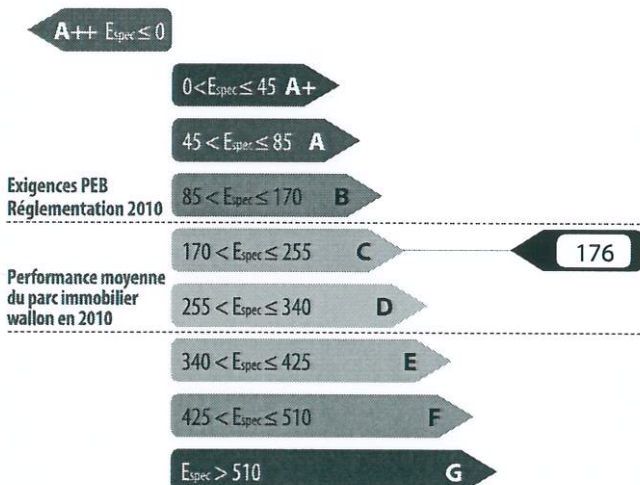 A++ Espec ≤ 0
0 < Espec ≤ 45 A+
45 < Espec ≤ 85 A
Exigences PEB
Réglementation 2010
85 < Espec ≤ 170 B
170 < Espec ≤ 255 C
176
Performance moyenne
du parc immobilier
wallon en 2010
255 < Espec ≤ 340 D
340 < Espec ≤ 425 E
425 < Espec ≤ 510 F
Espec > 510 G